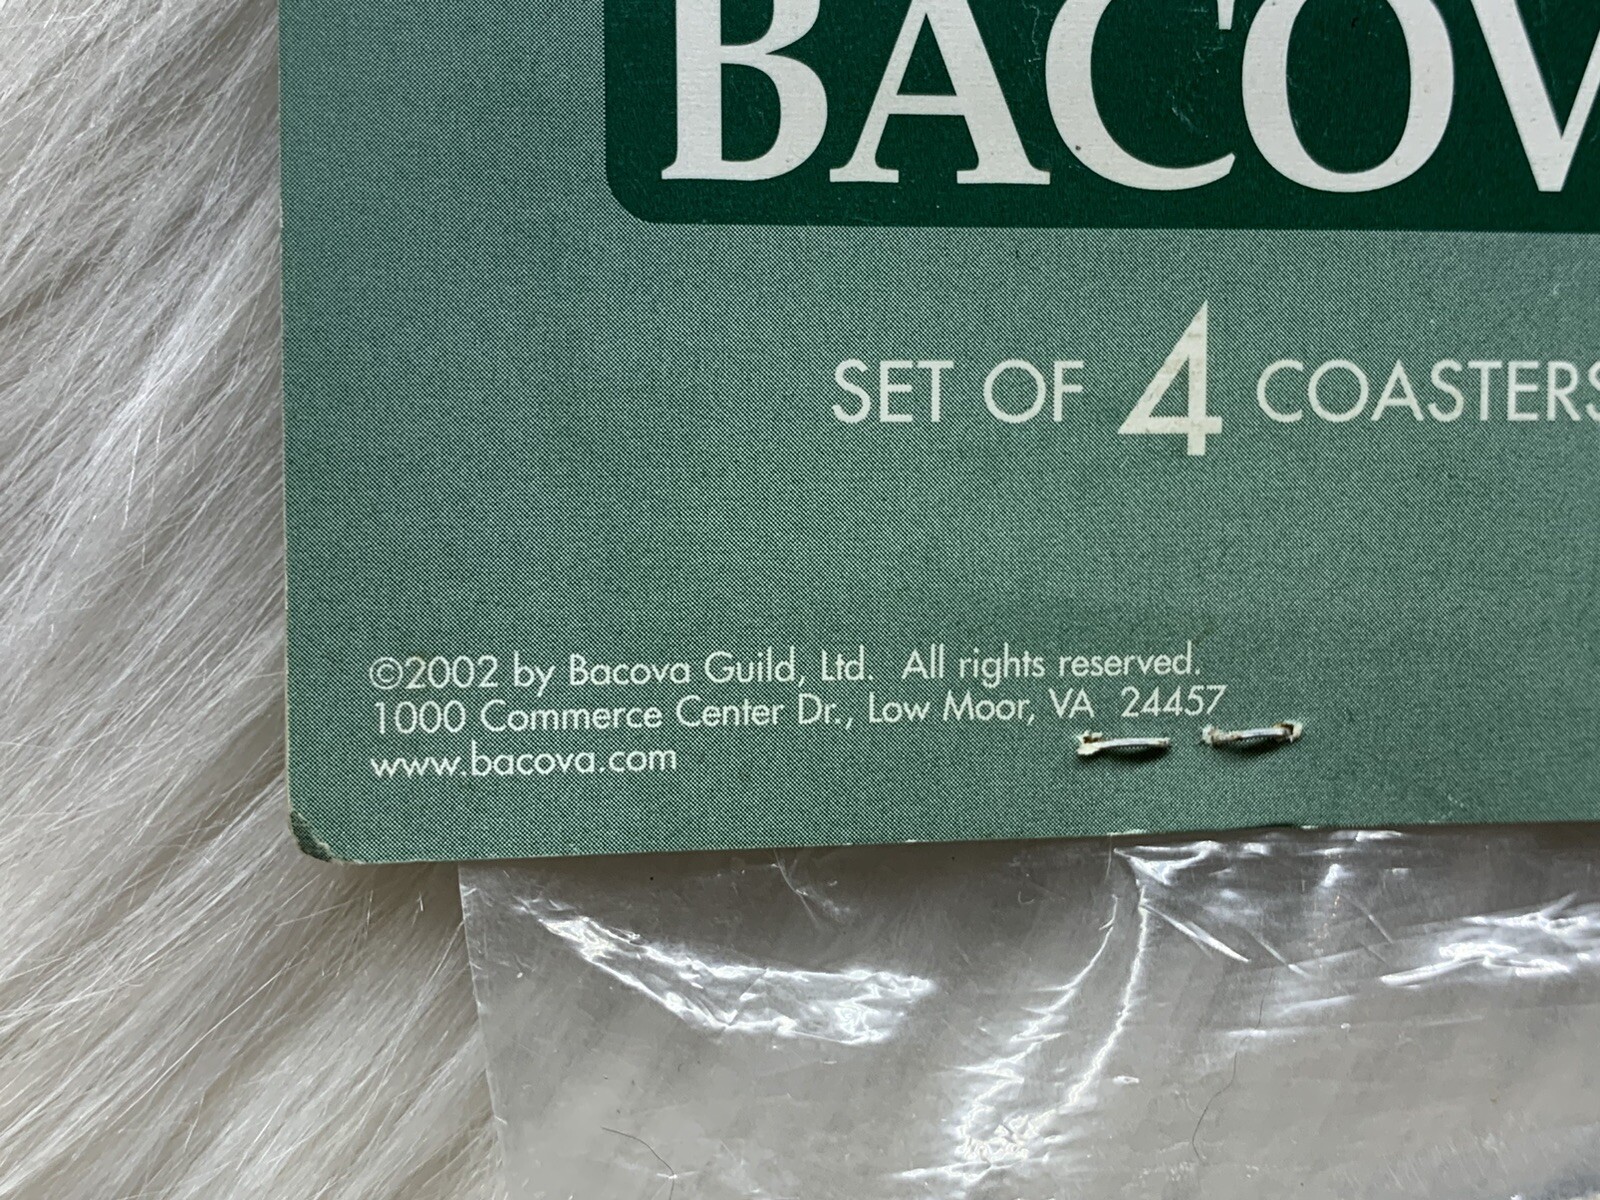 BACOV
SET OF 4 COASTERS
©2002 by Bacova Guild, Ltd. All rights reserved.
1000 Commerce Center Dr., Low Moor, VA 24457
www.bacova.com